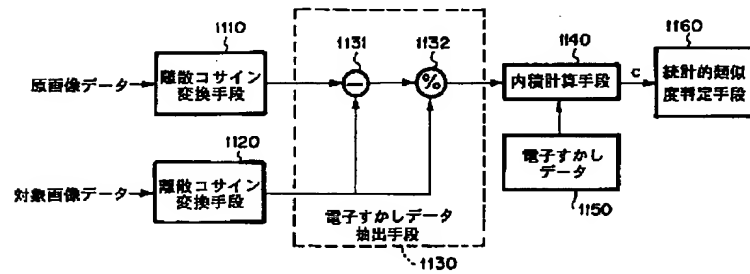 1110
1131
1132
1140
1160
原画像データ
離散コサイン
変換手段
−
%
内積計算手段
C
統計的類似
度判定手段
1120
対象画像データ
離散コサイン
変換手段
電子すかし
データ
1150
電子すかしデータ
抽出手段
1130